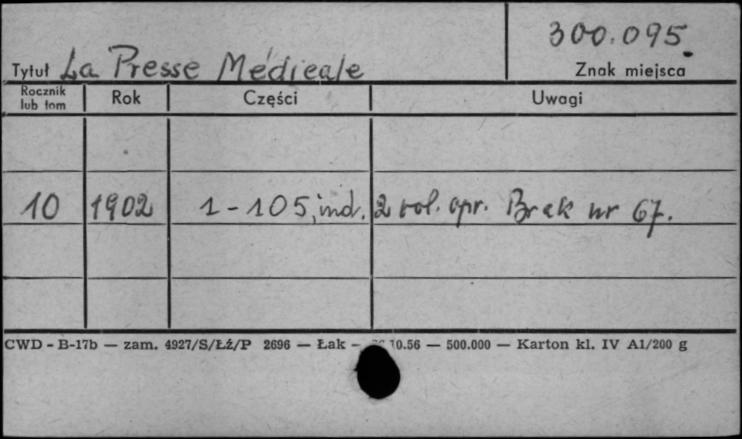 300.095
Tytuł La Presse Médicale Znak miejsca
Rocznik lub tom Rok Części Uwagi
10 1902 1-105, ind. 2 vol. opr. Brak nr 67.
CWD - B-17b — zam. 4927/S/Łź/P 2696 — Łak - 10.56 — 500.000 — Karton kl. IV A1/200 g